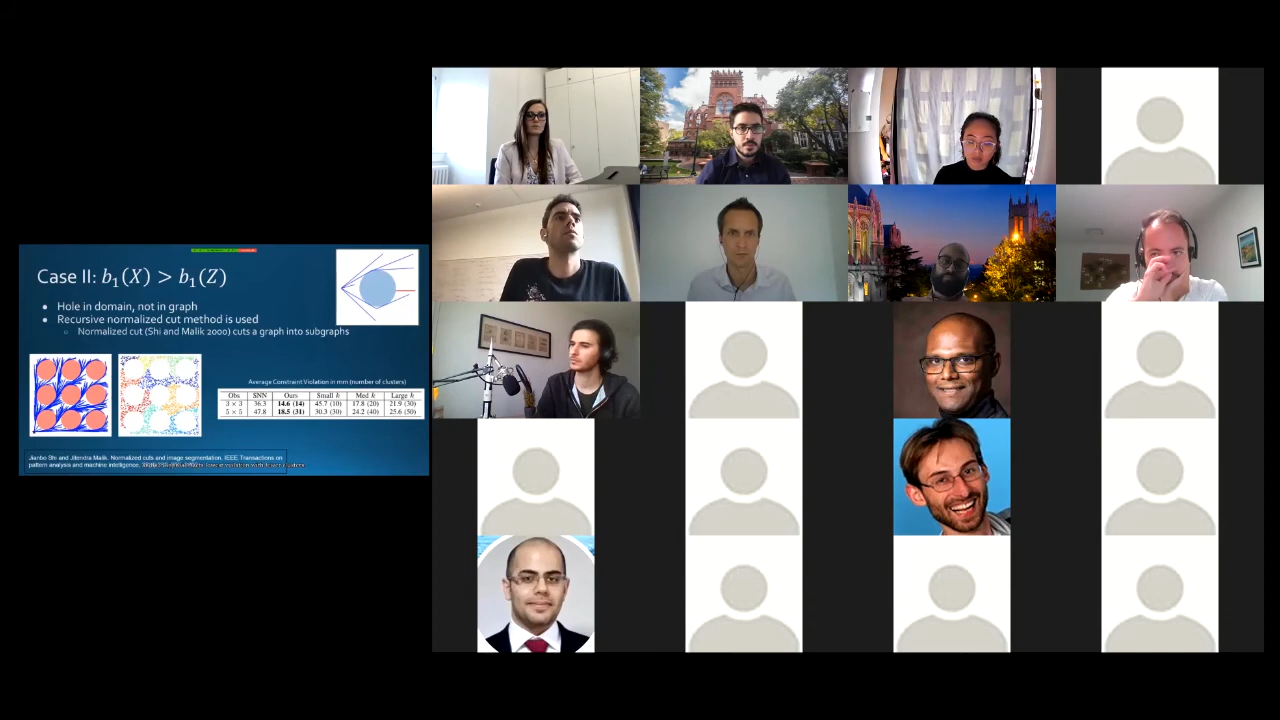 Case II: b₁(X) > b₁(Z)
● Hole in domain, not in graph
● Recursive normalized cut method is used
○ Normalized cut (Shi and Malik 2000) cuts a graph into subgraphs
Average Constraint Violation in mm (number of clusters)
Obs SNN Ours Small k Med k Large k
3 × 3 36.3 14.6 (14) 45.7 (10) 17.8 (20) 21.9 (30)
5 × 5 47.8 18.5 (31) 30.3 (30) 24.2 (40) 25.6 (50)
Jianbo Shi and Jitendra Malik. Normalized cuts and image segmentation. IEEE Transactions on
pattern analysis and machine intelligence,